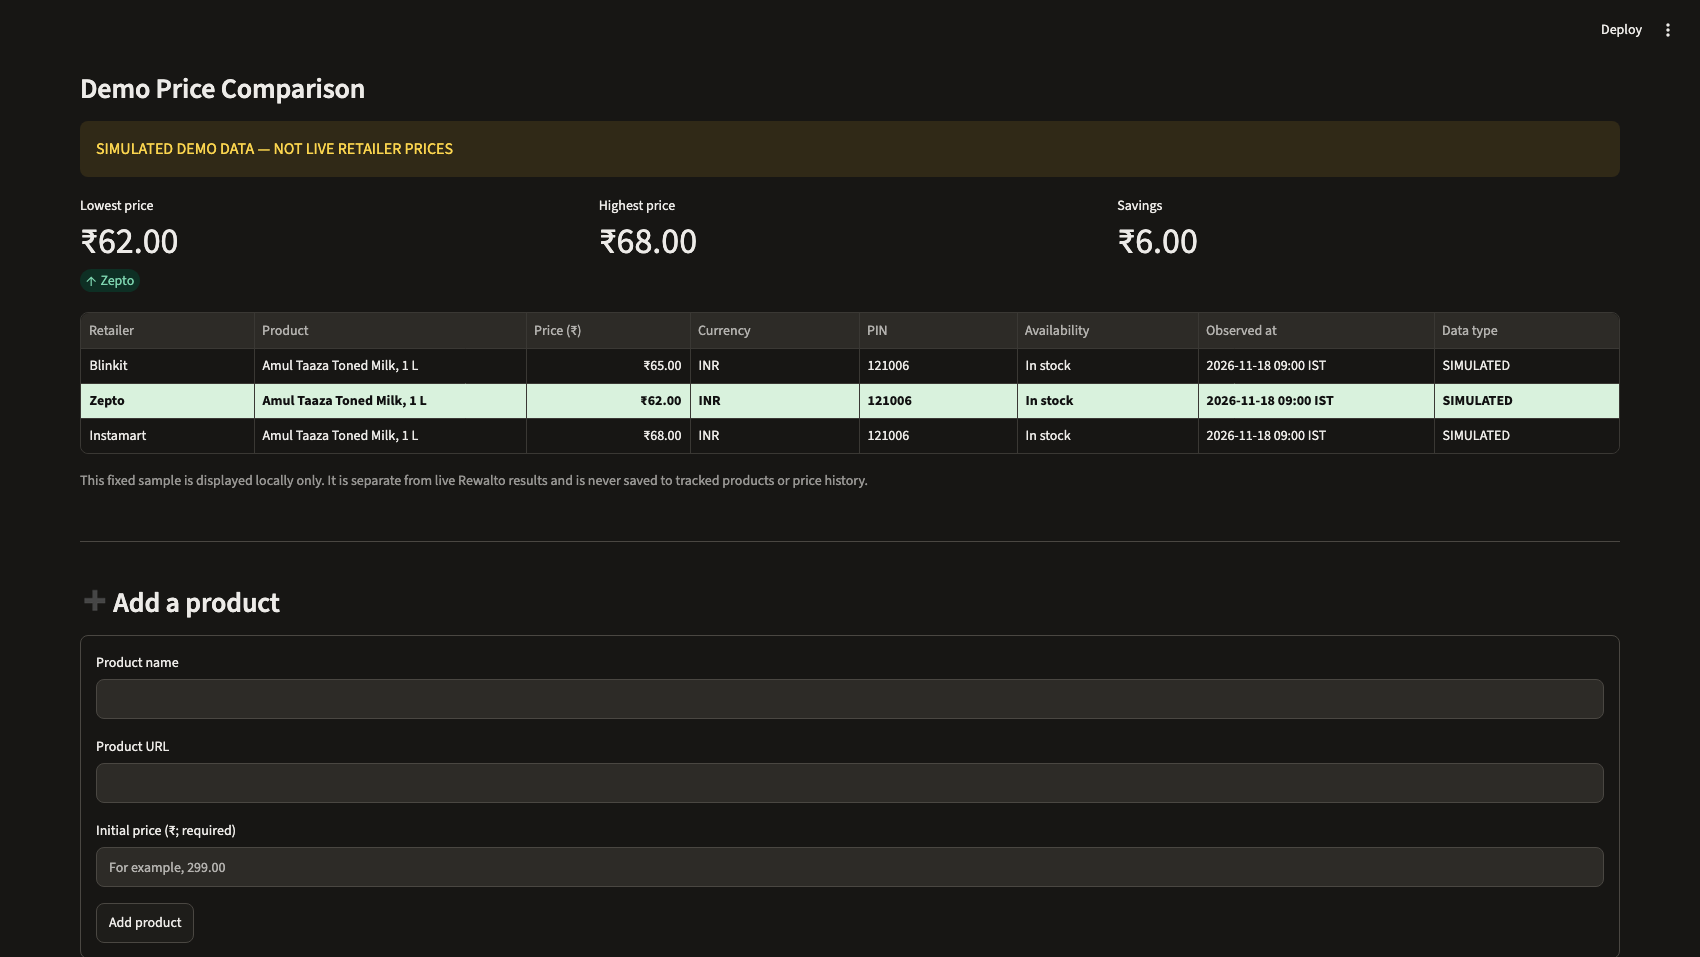 Deploy
Demo Price Comparison
SIMULATED DEMO DATA — NOT LIVE RETAILER PRICES
Lowest price Highest price Savings
₹62.00 ₹68.00 ₹6.00
↑ Zepto
Retailer Product Price (₹) Currency PIN Availability Observed at Data type
Blinkit Amul Taaza Toned Milk, 1 L ₹65.00 INR 121006 In stock 2026-11-18 09:00 IST SIMULATED
Zepto Amul Taaza Toned Milk, 1 L ₹62.00 INR 121006 In stock 2026-11-18 09:00 IST SIMULATED
Instamart Amul Taaza Toned Milk, 1 L ₹68.00 INR 121006 In stock 2026-11-18 09:00 IST SIMULATED
This fixed sample is displayed locally only. It is separate from live Rewalto results and is never saved to tracked products or price history.
Add a product
Product name
Product URL
Initial price (₹; required)
For example, 299.00
Add product